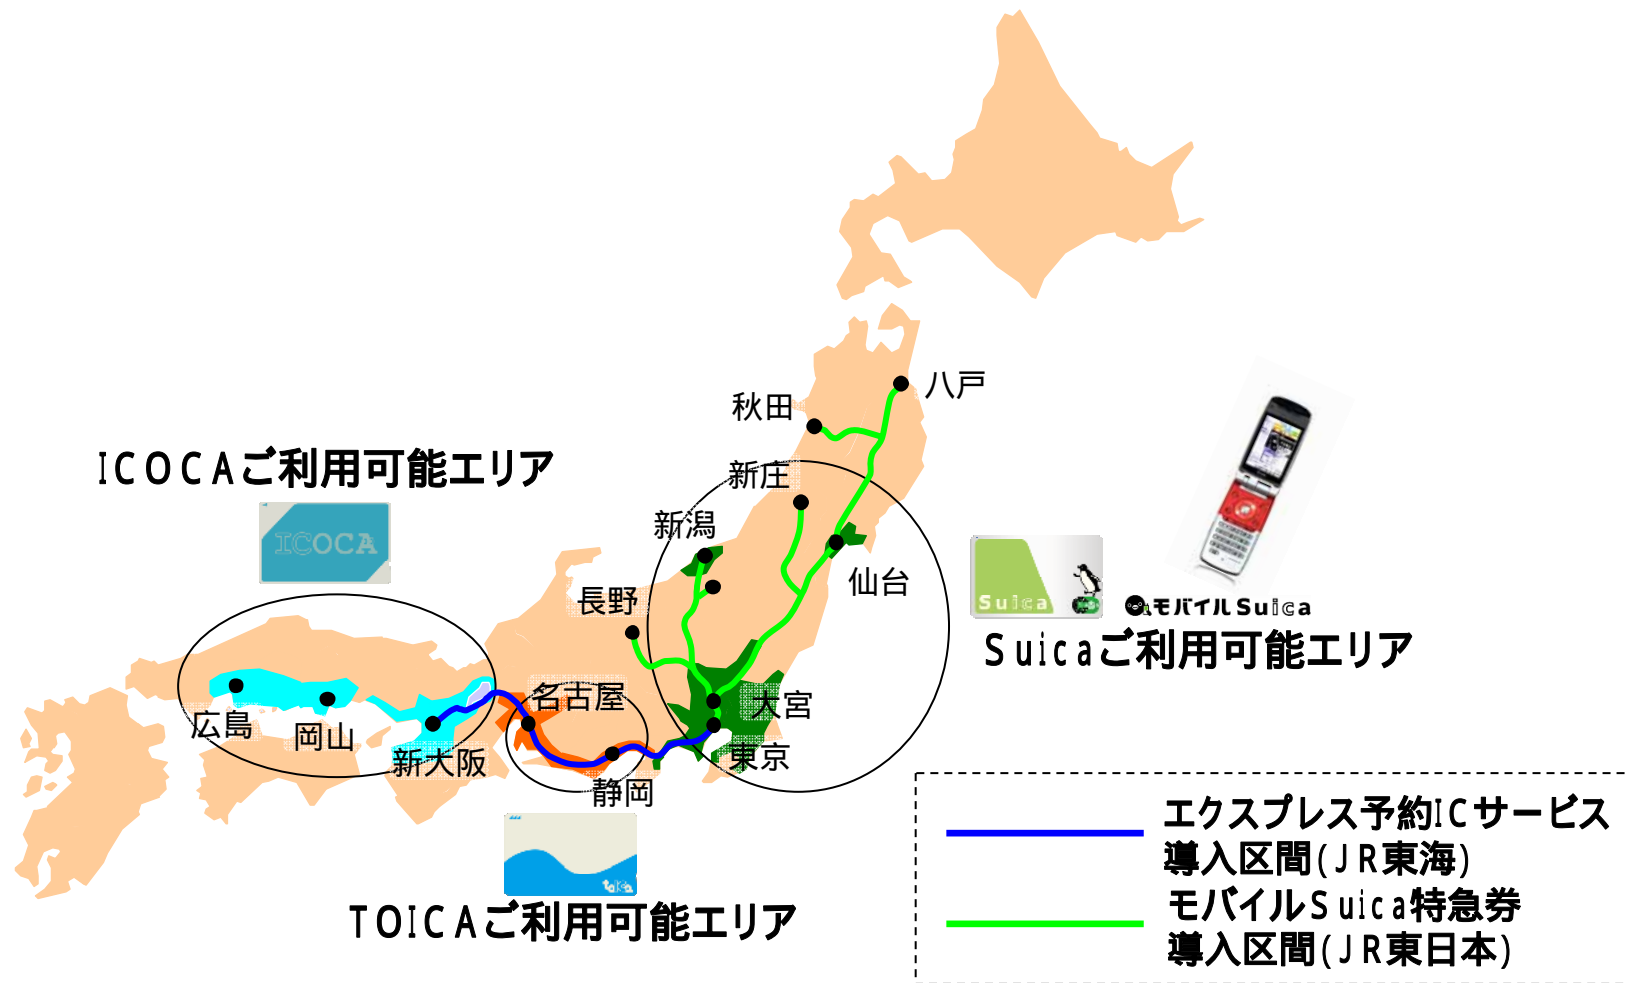 八戸
秋田
ICOCAご利用可能エリア
新庄
ICOCA
新潟
仙台
長野
Suica
モバイルSuica
Suicaご利用可能エリア
名古屋
大宮
広島
岡山
新大阪
東京
静岡
エクスプレス予約ICサービス
導入区間(JR東海)
toica
モバイルSuica特急券
TOICAご利用可能エリア
導入区間(JR東日本)